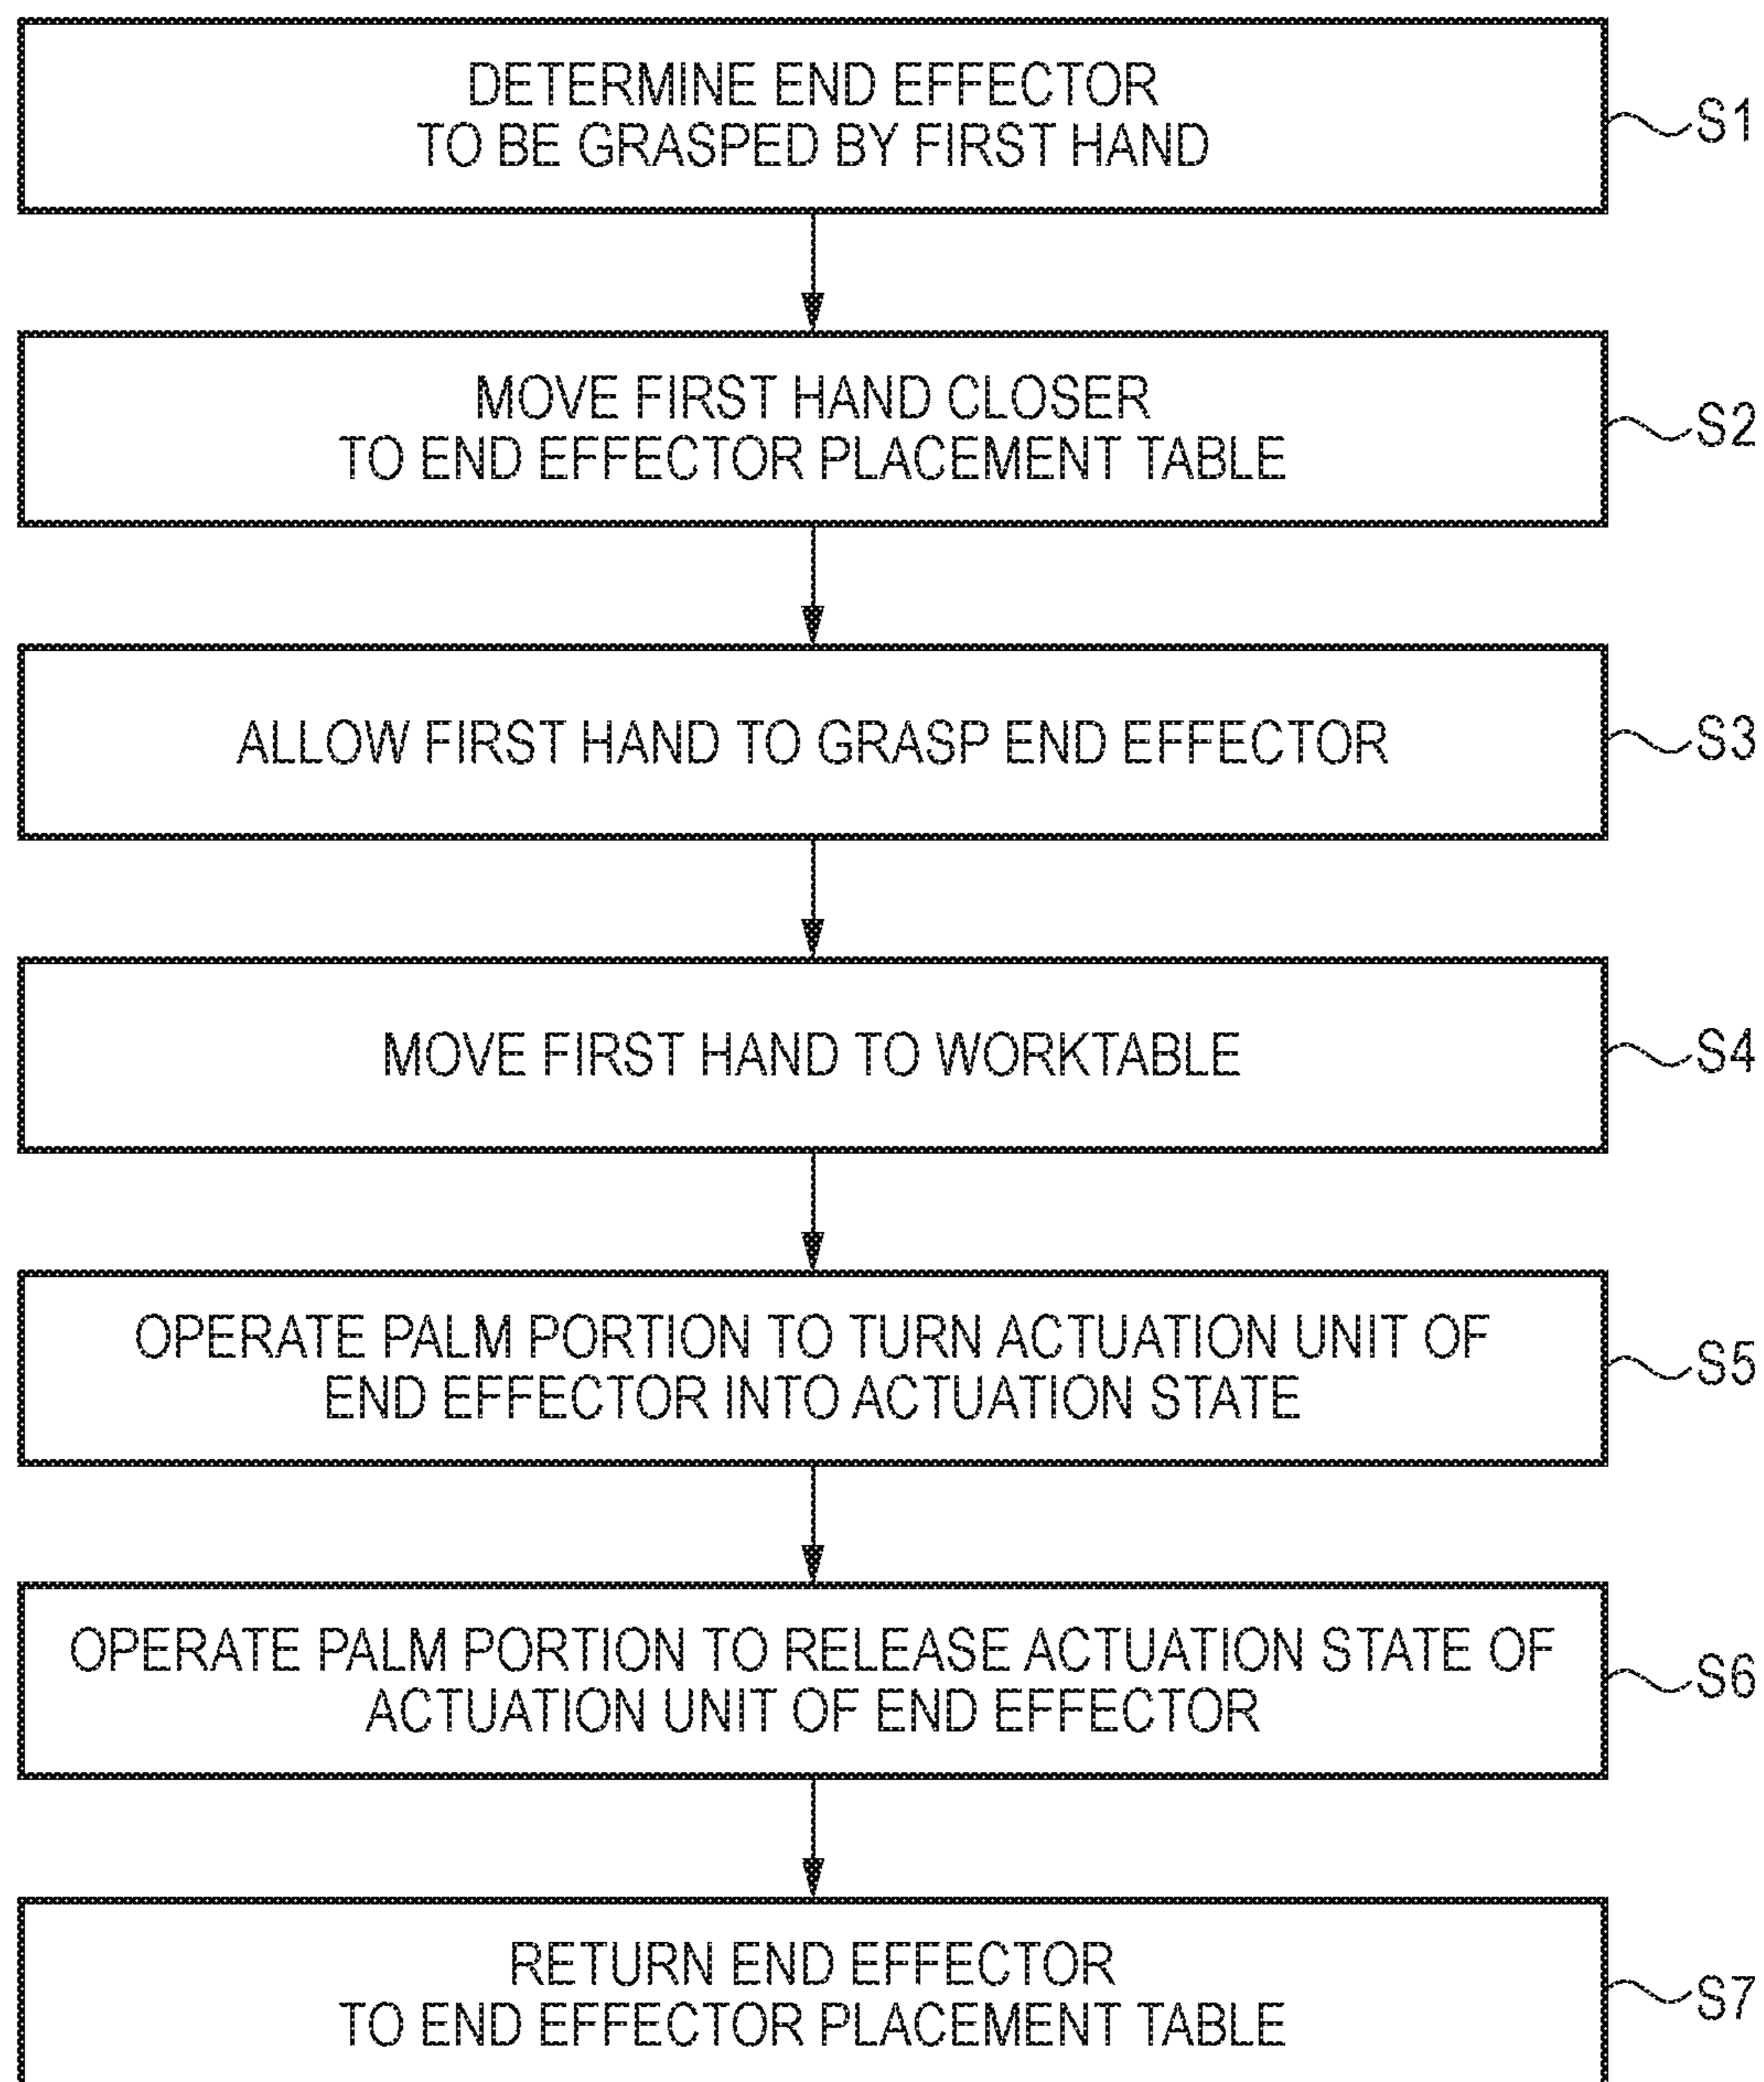 DETERMINE END EFFECTOR
TO BE GRASPED BY FIRST HAND
S1
MOVE FIRST HAND CLOSER
TO END EFFECTOR PLACEMENT TABLE
S2
ALLOW FIRST HAND TO GRASP END EFFECTOR
S3
MOVE FIRST HAND TO WORKTABLE
S4
OPERATE PALM PORTION TO TURN ACTUATION UNIT OF
END EFFECTOR INTO ACTUATION STATE
S5
OPERATE PALM PORTION TO RELEASE ACTUATION STATE OF
ACTUATION UNIT OF END EFFECTOR
S6
RETURN END EFFECTOR
TO END EFFECTOR PLACEMENT TABLE
S7